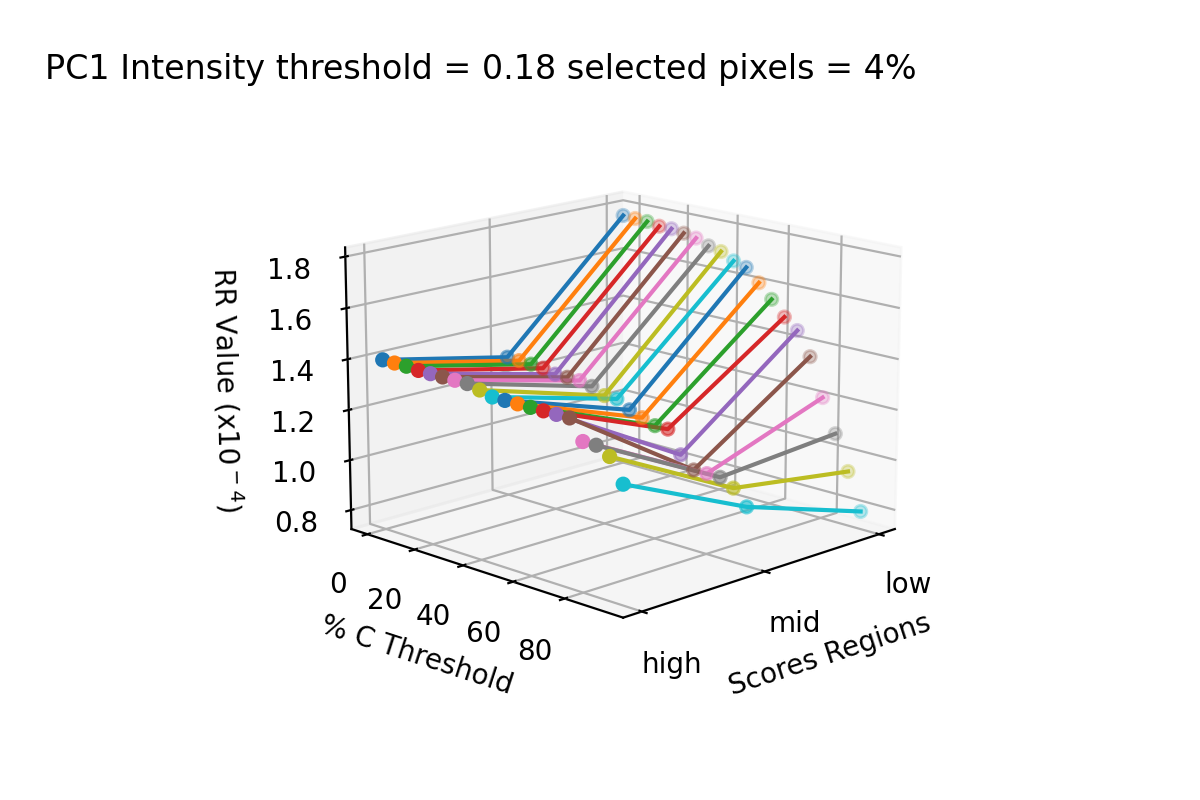 PC1 Intensity threshold = 0.18 selected pixels = 4%
RR Value (x10⁻⁴)
1.8
1.6
1.4
1.2
1.0
0.8
0
20
40
60
80
% C Threshold
high
mid
low
Scores Regions